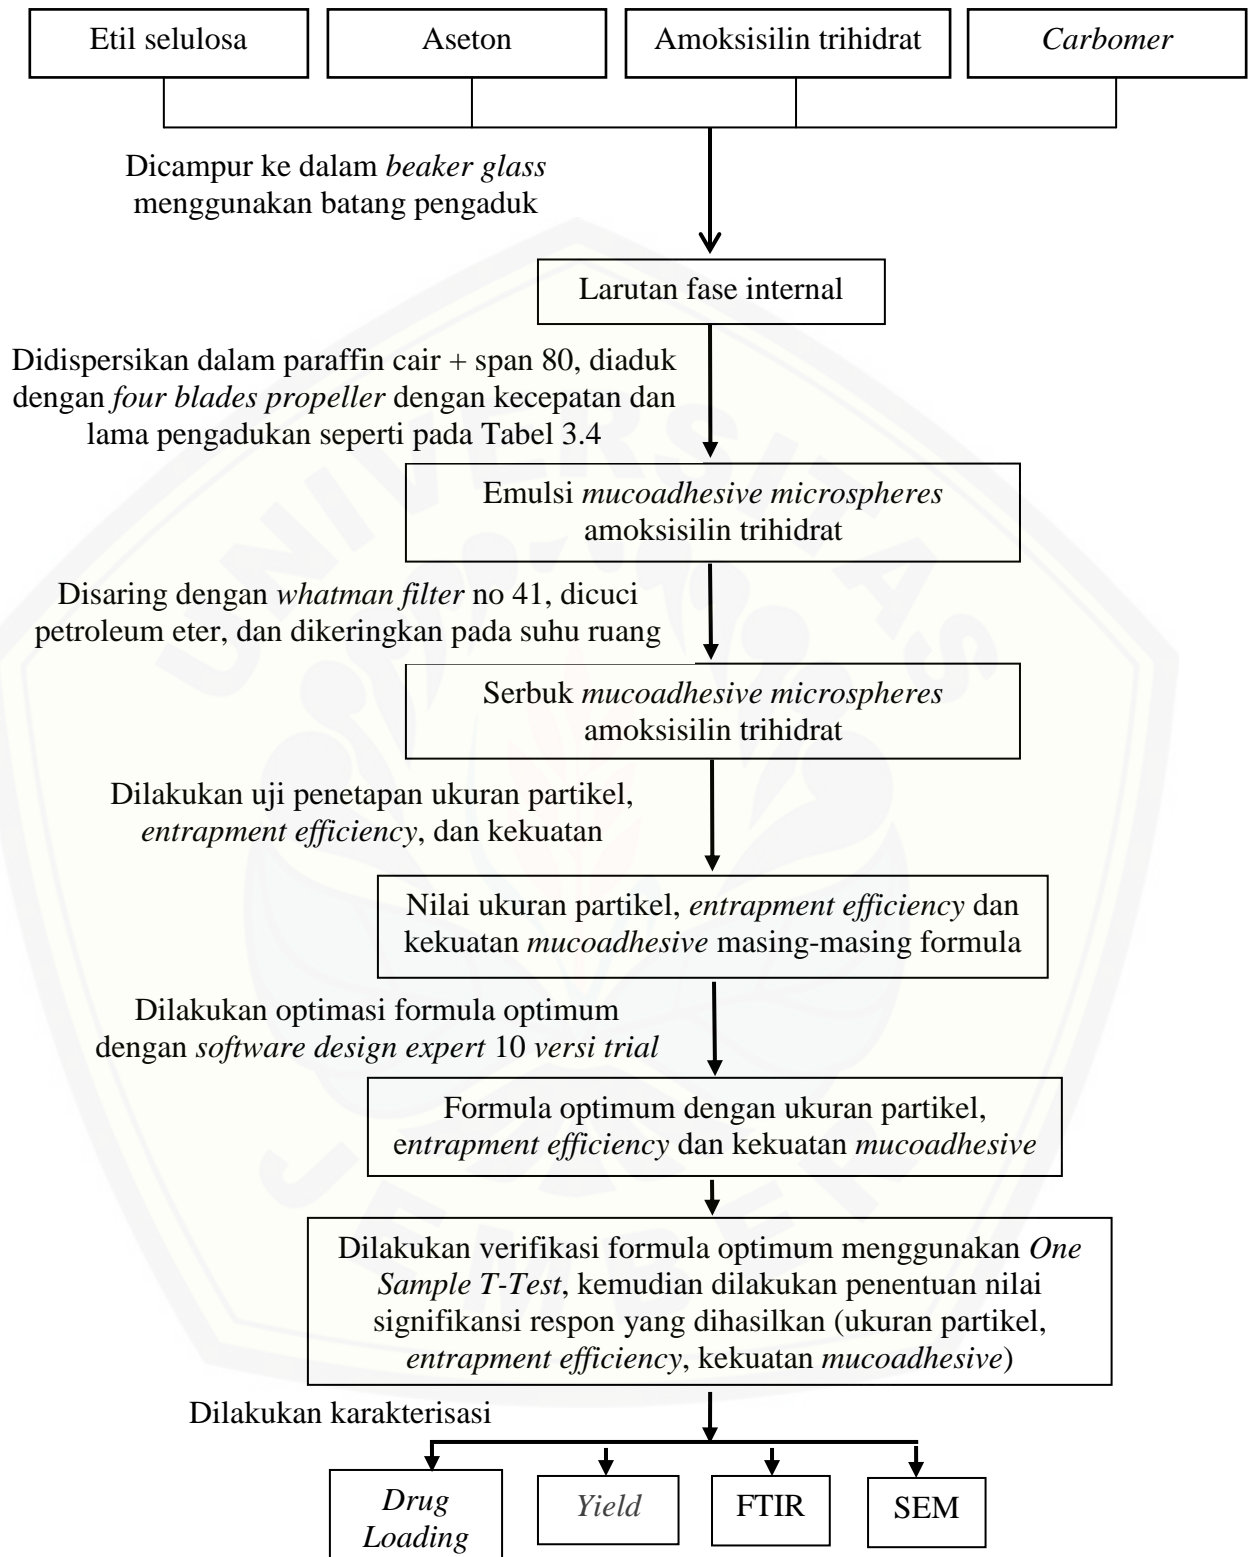 Etil selulosa
Aseton
Amoksisilin trihidrat
Carbomer
Dicampur ke dalam beaker glass
menggunakan batang pengaduk
Larutan fase internal
Didispersikan dalam paraffin cair + span 80, diaduk
dengan four blades propeller dengan kecepatan dan
lama pengadukan seperti pada Tabel 3.4
Emulsi mucoadhesive microspheres
amoksisilin trihidrat
Disaring dengan whatman filter no 41, dicuci
petroleum eter, dan dikeringkan pada suhu ruang
Serbuk mucoadhesive microspheres
amoksisilin trihidrat
Dilakukan uji penetapan ukuran partikel,
entrapment efficiency, dan kekuatan
Nilai ukuran partikel, entrapment efficiency dan
kekuatan mucoadhesive masing-masing formula
Dilakukan optimasi formula optimum
dengan software design expert 10 versi trial
Formula optimum dengan ukuran partikel,
entrapment efficiency dan kekuatan mucoadhesive
Dilakukan verifikasi formula optimum menggunakan One
Sample T-Test, kemudian dilakukan penentuan nilai
signifikansi respon yang dihasilkan (ukuran partikel,
entrapment efficiency, kekuatan mucoadhesive)
Dilakukan karakterisasi
Drug
Loading
Yield
FTIR
SEM
UNIVERSITAS
JEMBER